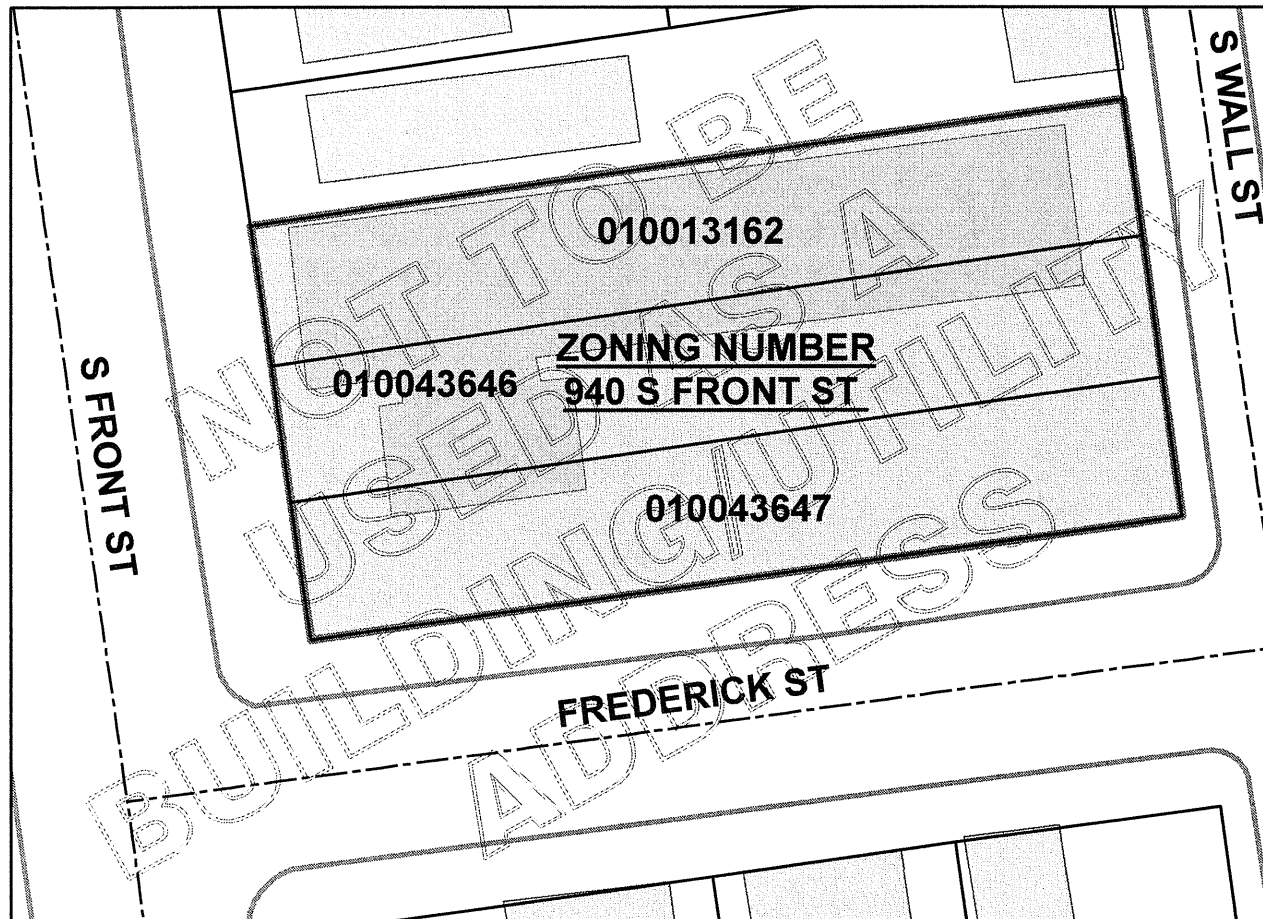 S WALL ST
010013162
ZONING NUMBER
940 S FRONT ST
010043646
S FRONT ST
010043647
FREDERICK ST
NOT TO BE
USED AS A
BUILDING/UTILITY
ADDRESS